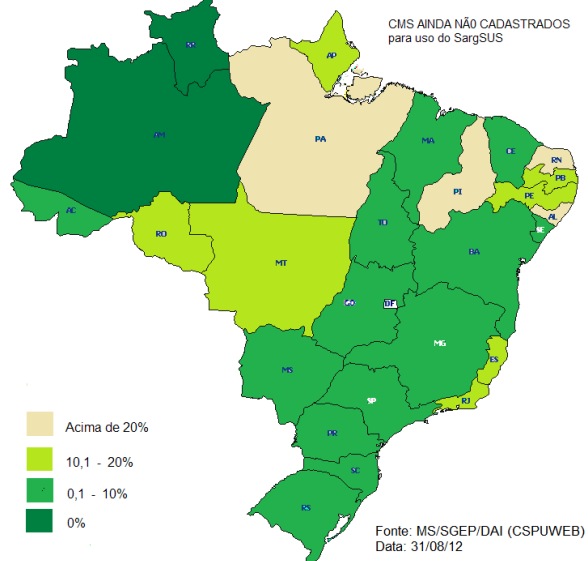 CMS AINDA NÃO CADASTRADOS
para uso do SargSUS
RR
AP
AM
PA
MA
CE
RN
PB
PI
PE
AL
AC
SE
TO
RO
BA
MT
GO
DF
MG
ES
MS
SP
RJ
PR
SC
RS
Acima de 20%
10,1 - 20%
0,1 - 10%
0%
Fonte: MS/SGEP/DAI (CSPUWEB)
Data: 31/08/12